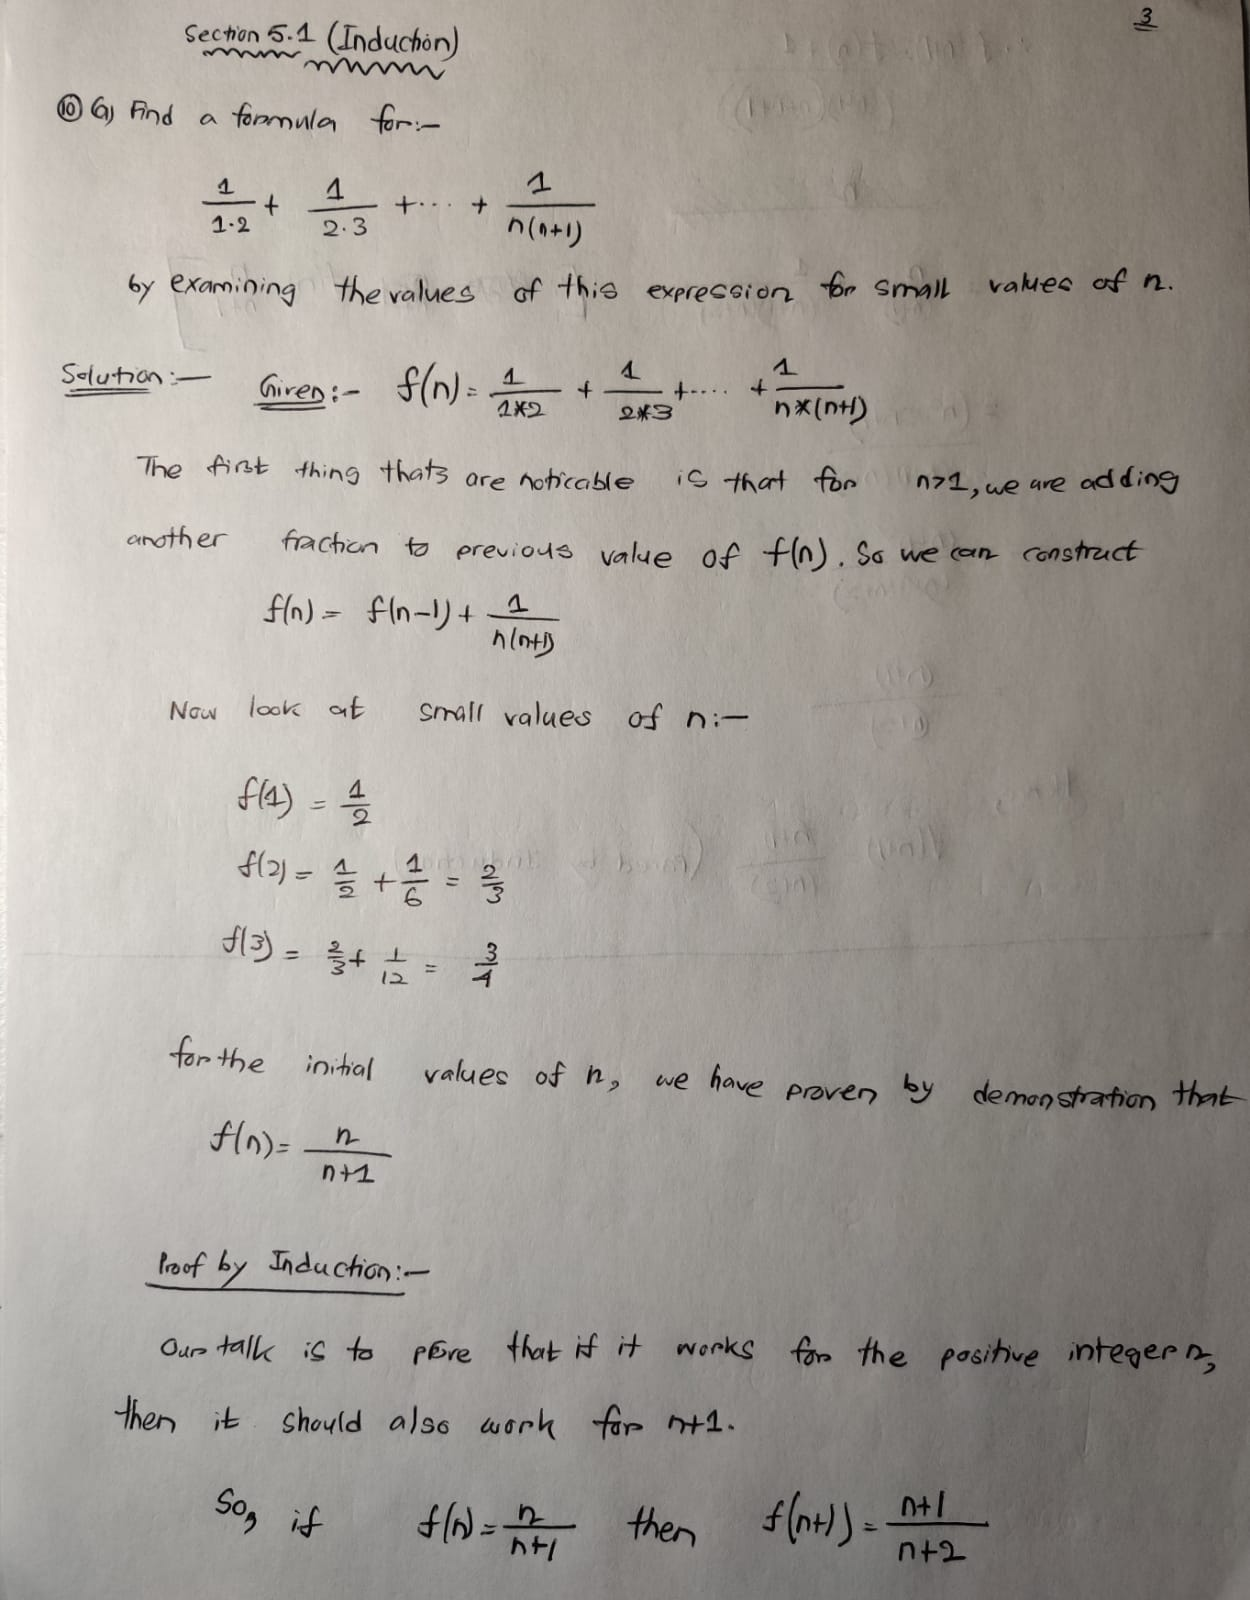 3
Section 5.1 (Induction)
⑩ a) Find a formula for:-
1/1·2 + 1/2·3 +···· + 1/n(n+1)
by examining the values of this expression for small values of n.
Solution:- Given:- f(n) = 1/1*2 + 1/2*3 +···· + 1/n*(n+1)
The first thing thats are noticable is that for n>1, we are adding
another fraction to previous value of f(n). So we can construct
f(n) = f(n-1) + 1/n(n+1)
Now look at small values of n:-
f(1) = 1/2
f(2) = 1/2 + 1/6 = 2/3
f(3) = 2/3 + 1/12 = 3/4
for the initial values of n, we have proven by demonstration that
f(n) = n/n+1
Proof by Induction:-
Our talk is to prove that if it works for the positive integer n,
then it should also work for n+1.
So, if f(n) = n/n+1 then f(n+1) = n+1/n+2